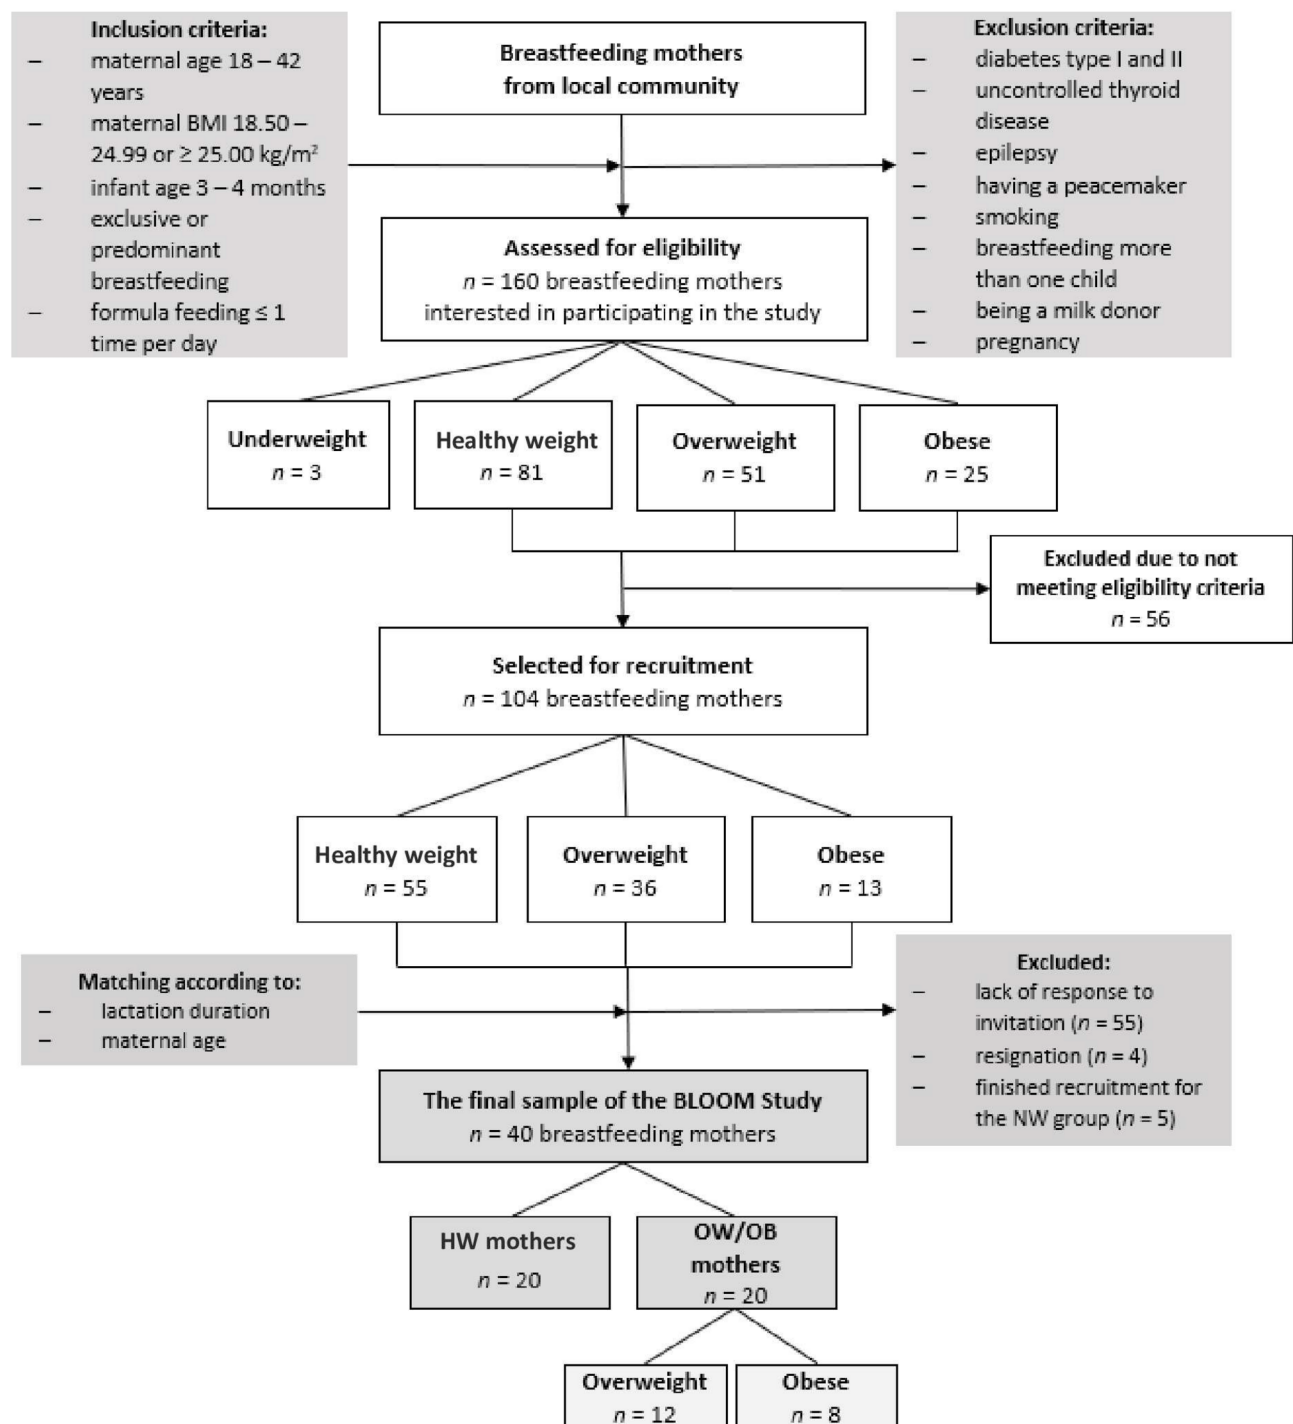 Inclusion criteria:
– maternal age 18 – 42
years
– maternal BMI 18.50 –
24.99 or ≥ 25.00 kg/m²
– infant age 3 – 4 months
– exclusive or
predominant
breastfeeding
– formula feeding ≤ 1
time per day
Breastfeeding mothers
from local community
Exclusion criteria:
– diabetes type I and II
– uncontrolled thyroid
disease
– epilepsy
– having a peacemaker
– smoking
– breastfeeding more
than one child
– being a milk donor
– pregnancy
Assessed for eligibility
n = 160 breastfeeding mothers
interested in participating in the study
Underweight
n = 3
Healthy weight
n = 81
Overweight
n = 51
Obese
n = 25
Excluded due to not
meeting eligibility criteria
n = 56
Selected for recruitment
n = 104 breastfeeding mothers
Healthy weight
n = 55
Overweight
n = 36
Obese
n = 13
Matching according to:
– lactation duration
– maternal age
Excluded:
– lack of response to
invitation (n = 55)
– resignation (n = 4)
– finished recruitment for
the NW group (n = 5)
The final sample of the BLOOM Study
n = 40 breastfeeding mothers
HW mothers
n = 20
OW/OB
mothers
n = 20
Overweight
n = 12
Obese
n = 8